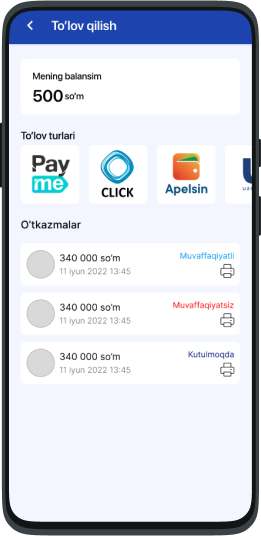 To'lov qilish
Mening balansim
500 so'm
To'lov turlari
Pay
me
CLICK
Apelsin
O'tkazmalar
340 000 so'm
Muvaffaqiyatli
11 iyun 2022 13:45
340 000 so'm
Muvaffaqiyatsiz
11 iyun 2022 13:45
340 000 so'm
Kutulmoqda
11 iyun 2022 13:45